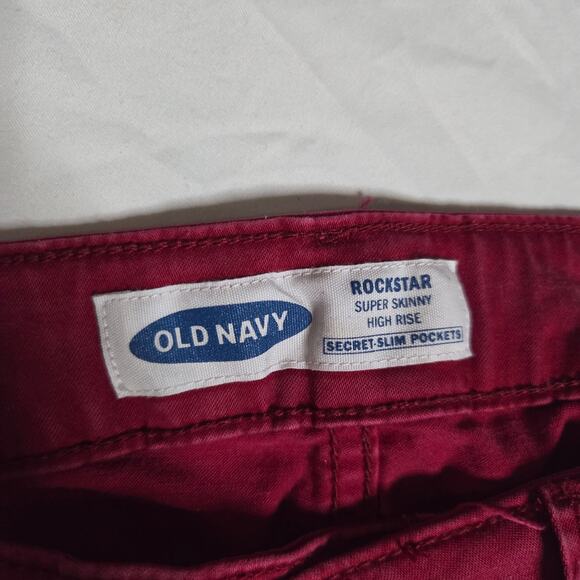 OLD NAVY
ROCKSTAR
SUPER SKINNY
HIGH RISE
SECRET-SLIM POCKETS